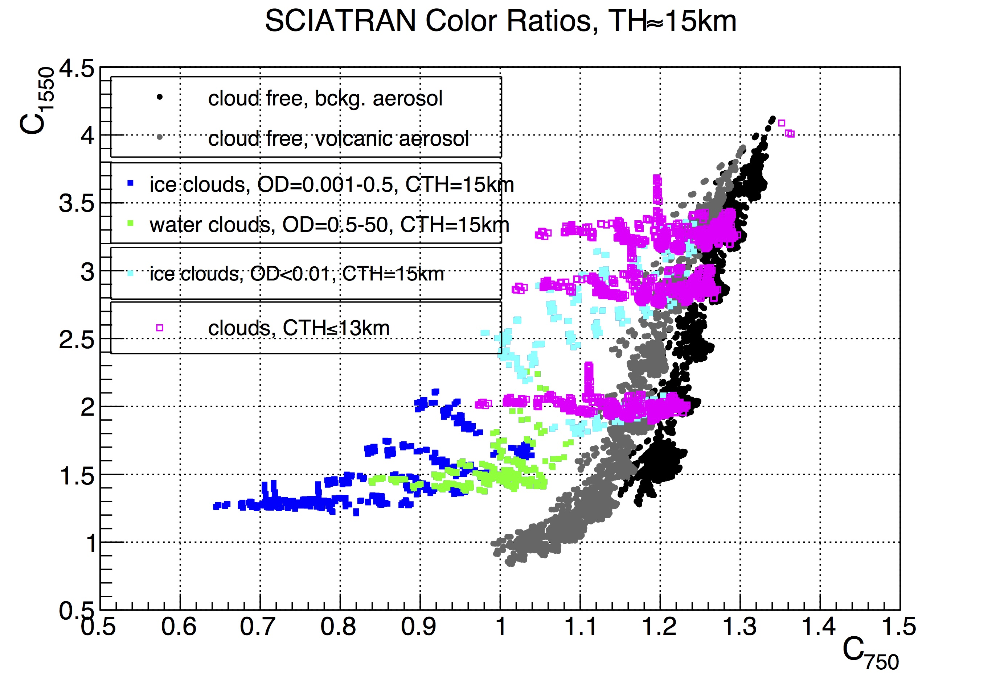 SCIATRAN Color Ratios, TH≈15km
C1550
4.5
4
3.5
3
2.5
2
1.5
1
0.5
cloud free, bckg. aerosol
cloud free, volcanic aerosol
ice clouds, OD=0.001-0.5, CTH=15km
water clouds, OD=0.5-50, CTH=15km
ice clouds, OD<0.01, CTH=15km
clouds, CTH≤13km
0.5 0.6 0.7 0.8 0.9 1 1.1 1.2 1.3 1.4 1.5
C750